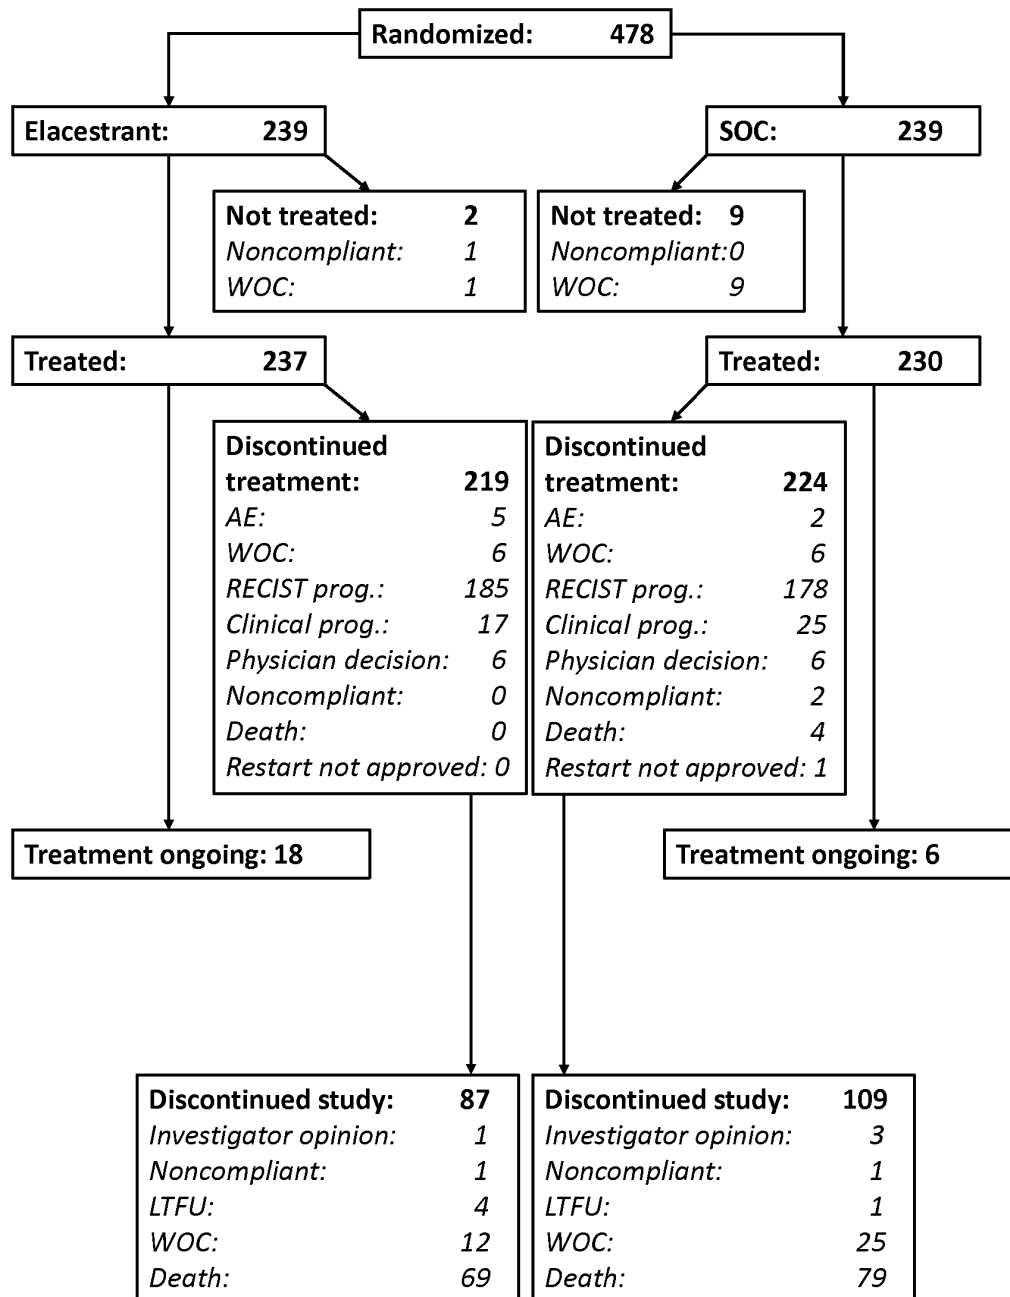 Randomized: 478
Elacestrant: 239
SOC: 239
Not treated: 2
Noncompliant: 1
WOC: 1
Not treated: 9
Noncompliant:0
WOC: 9
Treated: 237
Treated: 230
Discontinued
treatment: 219
AE: 5
WOC: 6
RECIST prog.: 185
Clinical prog.: 17
Physician decision: 6
Noncompliant: 0
Death: 0
Restart not approved: 0
Discontinued
treatment: 224
AE: 2
WOC: 6
RECIST prog.: 178
Clinical prog.: 25
Physician decision: 6
Noncompliant: 2
Death: 4
Restart not approved: 1
Treatment ongoing: 18
Treatment ongoing: 6
Discontinued study: 87
Investigator opinion: 1
Noncompliant: 1
LTFU: 4
WOC: 12
Death: 69
Discontinued study: 109
Investigator opinion: 3
Noncompliant: 1
LTFU: 1
WOC: 25
Death: 79